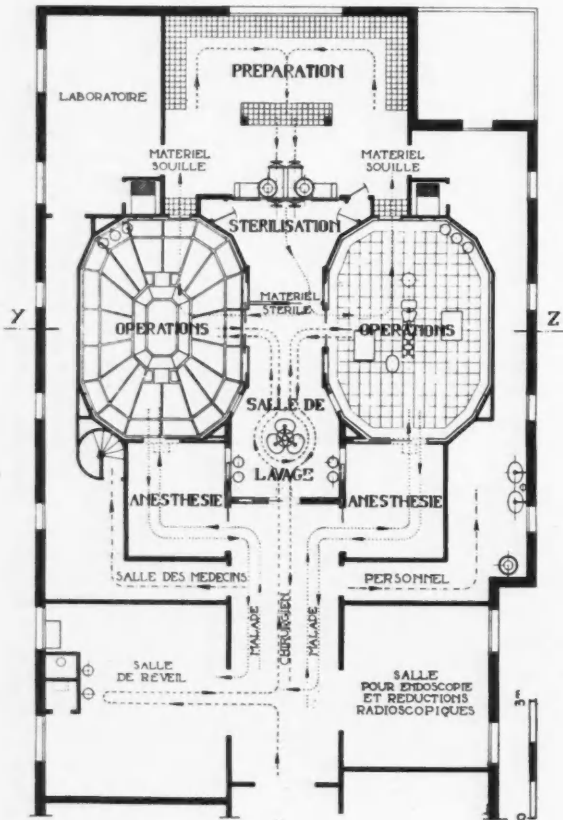 PREPARATION
LABORATOIRE
MATERIEL
SOUILLE
MATERIEL
SOUILLE
STERILISATION
MATERIEL
STERILE
Y
OPERATIONS
OPERATIONS
Z
SALLE DE
LAVAGE
ANESTHESIE
ANESTHESIE
SALLE DES MEDECINS
PERSONNEL
MALADE
CHIRURGIEN
MALADE
SALLE
DE REVEIL
SALLE
POUR ENDOSCOPIE
ET REDUCTIONS
RADIOSCOPIQUES
3m
0